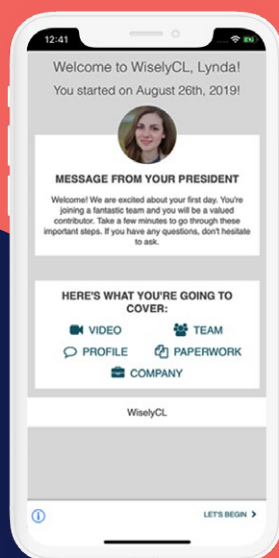 12:41
Welcome to WiselyCL, Lynda!
You started on August 26th, 2019!
MESSAGE FROM YOUR PRESIDENT
Welcome! We are excited about your first day. You're
joining a fantastic team and you will be a valued
contributor. Take a few minutes to go through these
important steps. If you have any questions, don't hesitate
to ask.
HERE'S WHAT YOU'RE GOING TO
COVER:
VIDEO TEAM
PROFILE PAPERWORK
COMPANY
WiselyCL
LET'S BEGIN